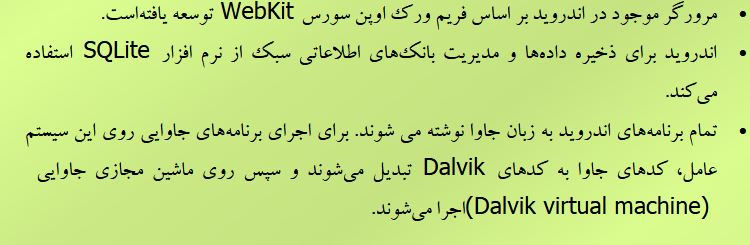 • مرورگر موجود در اندروید بر اساس فریم ورک اوپن سورس WebKit توسعه یافته‌است.
• اندروید برای ذخیره داده‌ها و مدیریت بانک‌های اطلاعاتی سبک از نرم افزار SQLite استفاده
می‌کند.
• تمام برنامه‌های اندروید به زبان جاوا نوشته می شوند. برای اجرای برنامه‌های جاوایی روی این سیستم
عامل، کدهای جاوا به کدهای Dalvik تبدیل می‌شوند و سپس روی ماشین مجازی جاوایی
(Dalvik virtual machine)اجرا می‌شوند.